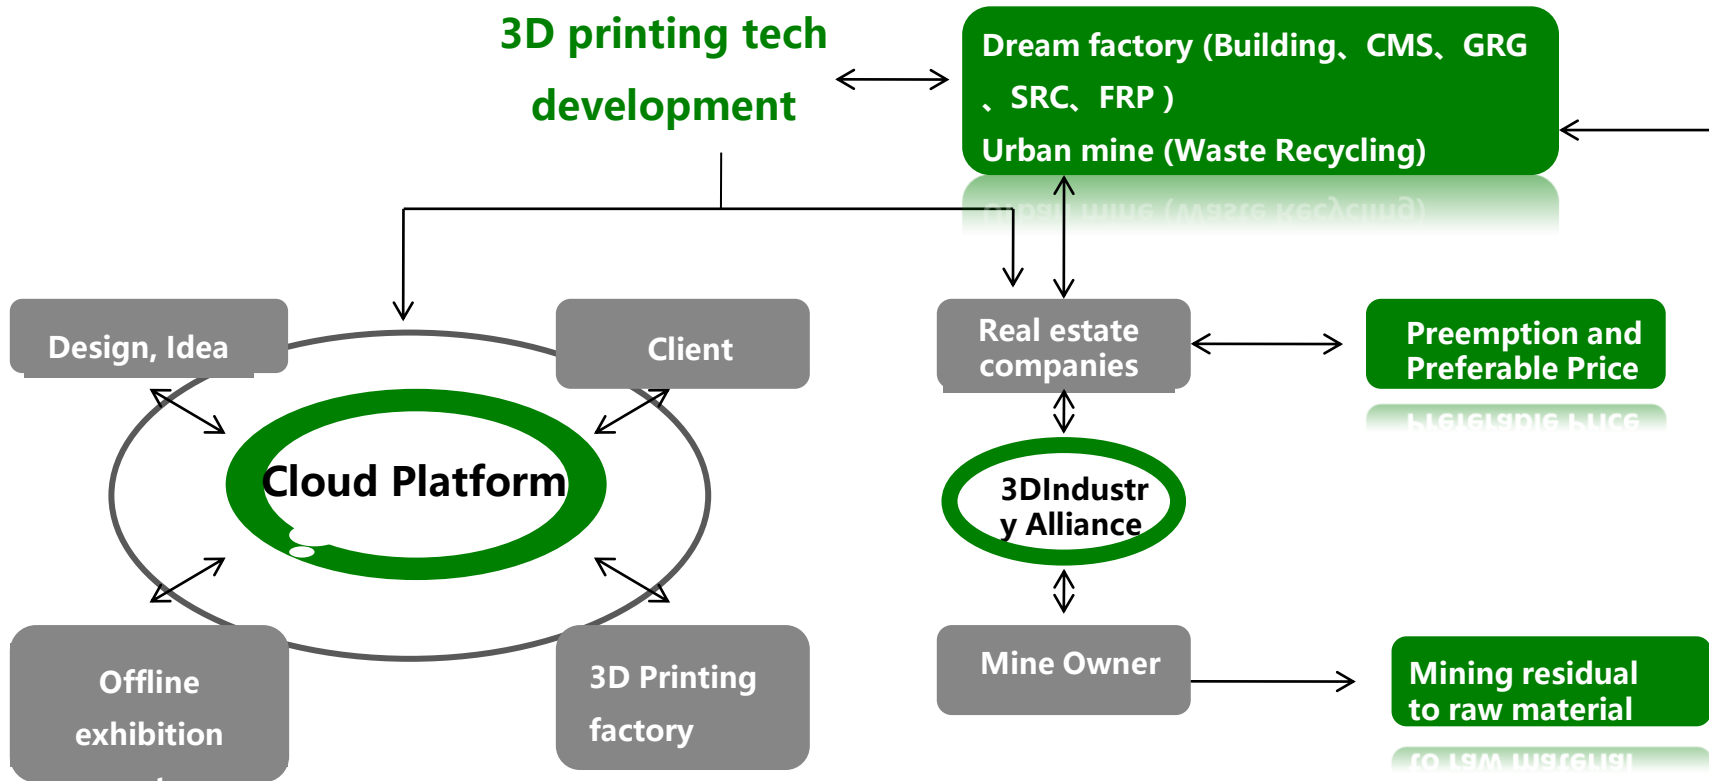 3D printing tech
development
Dream factory (Building、CMS、GRG
、SRC、FRP )
Urban mine (Waste Recycling)
Design, Idea
Client
Real estate
companies
Preemption and
Preferable Price
Cloud Platform
3DIndustr
y Alliance
Offline
exhibition
3D Printing
factory
Mine Owner
Mining residual
to raw material